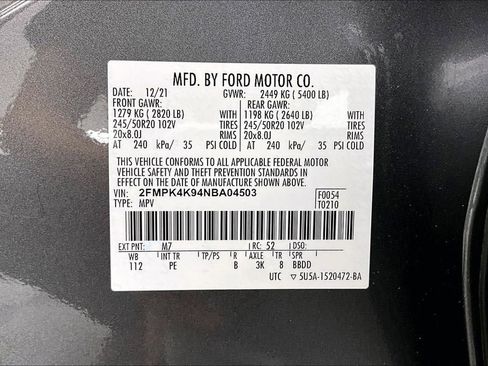 MFD. BY FORD MOTOR CO.
DATE: 12/21 GVWR: 2449 KG ( 5400 LB)
FRONT GAWR: REAR GAWR:
1279 KG ( 2820 LB) WITH 1198 KG ( 2640 LB) WITH
245/50R20 102V TIRES 245/50R20 102V TIRES
20x8.0J RIMS 20x8.0J RIMS
AT 240 kPa/ 35 PSI COLD AT 240 kPa/ 35 PSI COLD
THIS VEHICLE CONFORMS TO ALL APPLICABLE FEDERAL MOTOR
VEHICLE SAFETY AND THEFT PREVENTION STANDARDS
IN EFFECT ON THE DATE OF MANUFACTURE SHOWN ABOVE.
VIN: 2FMPK4K94NBA04503 F0054
TYPE: MPV T0210
EXT PNT: M7 RC: 52 DSO:
WB INT TR TP/PS R AXLE TR SPR
112 PE B 3K 8 BBDD
UTC ▽ 5U5A-1520472-BA